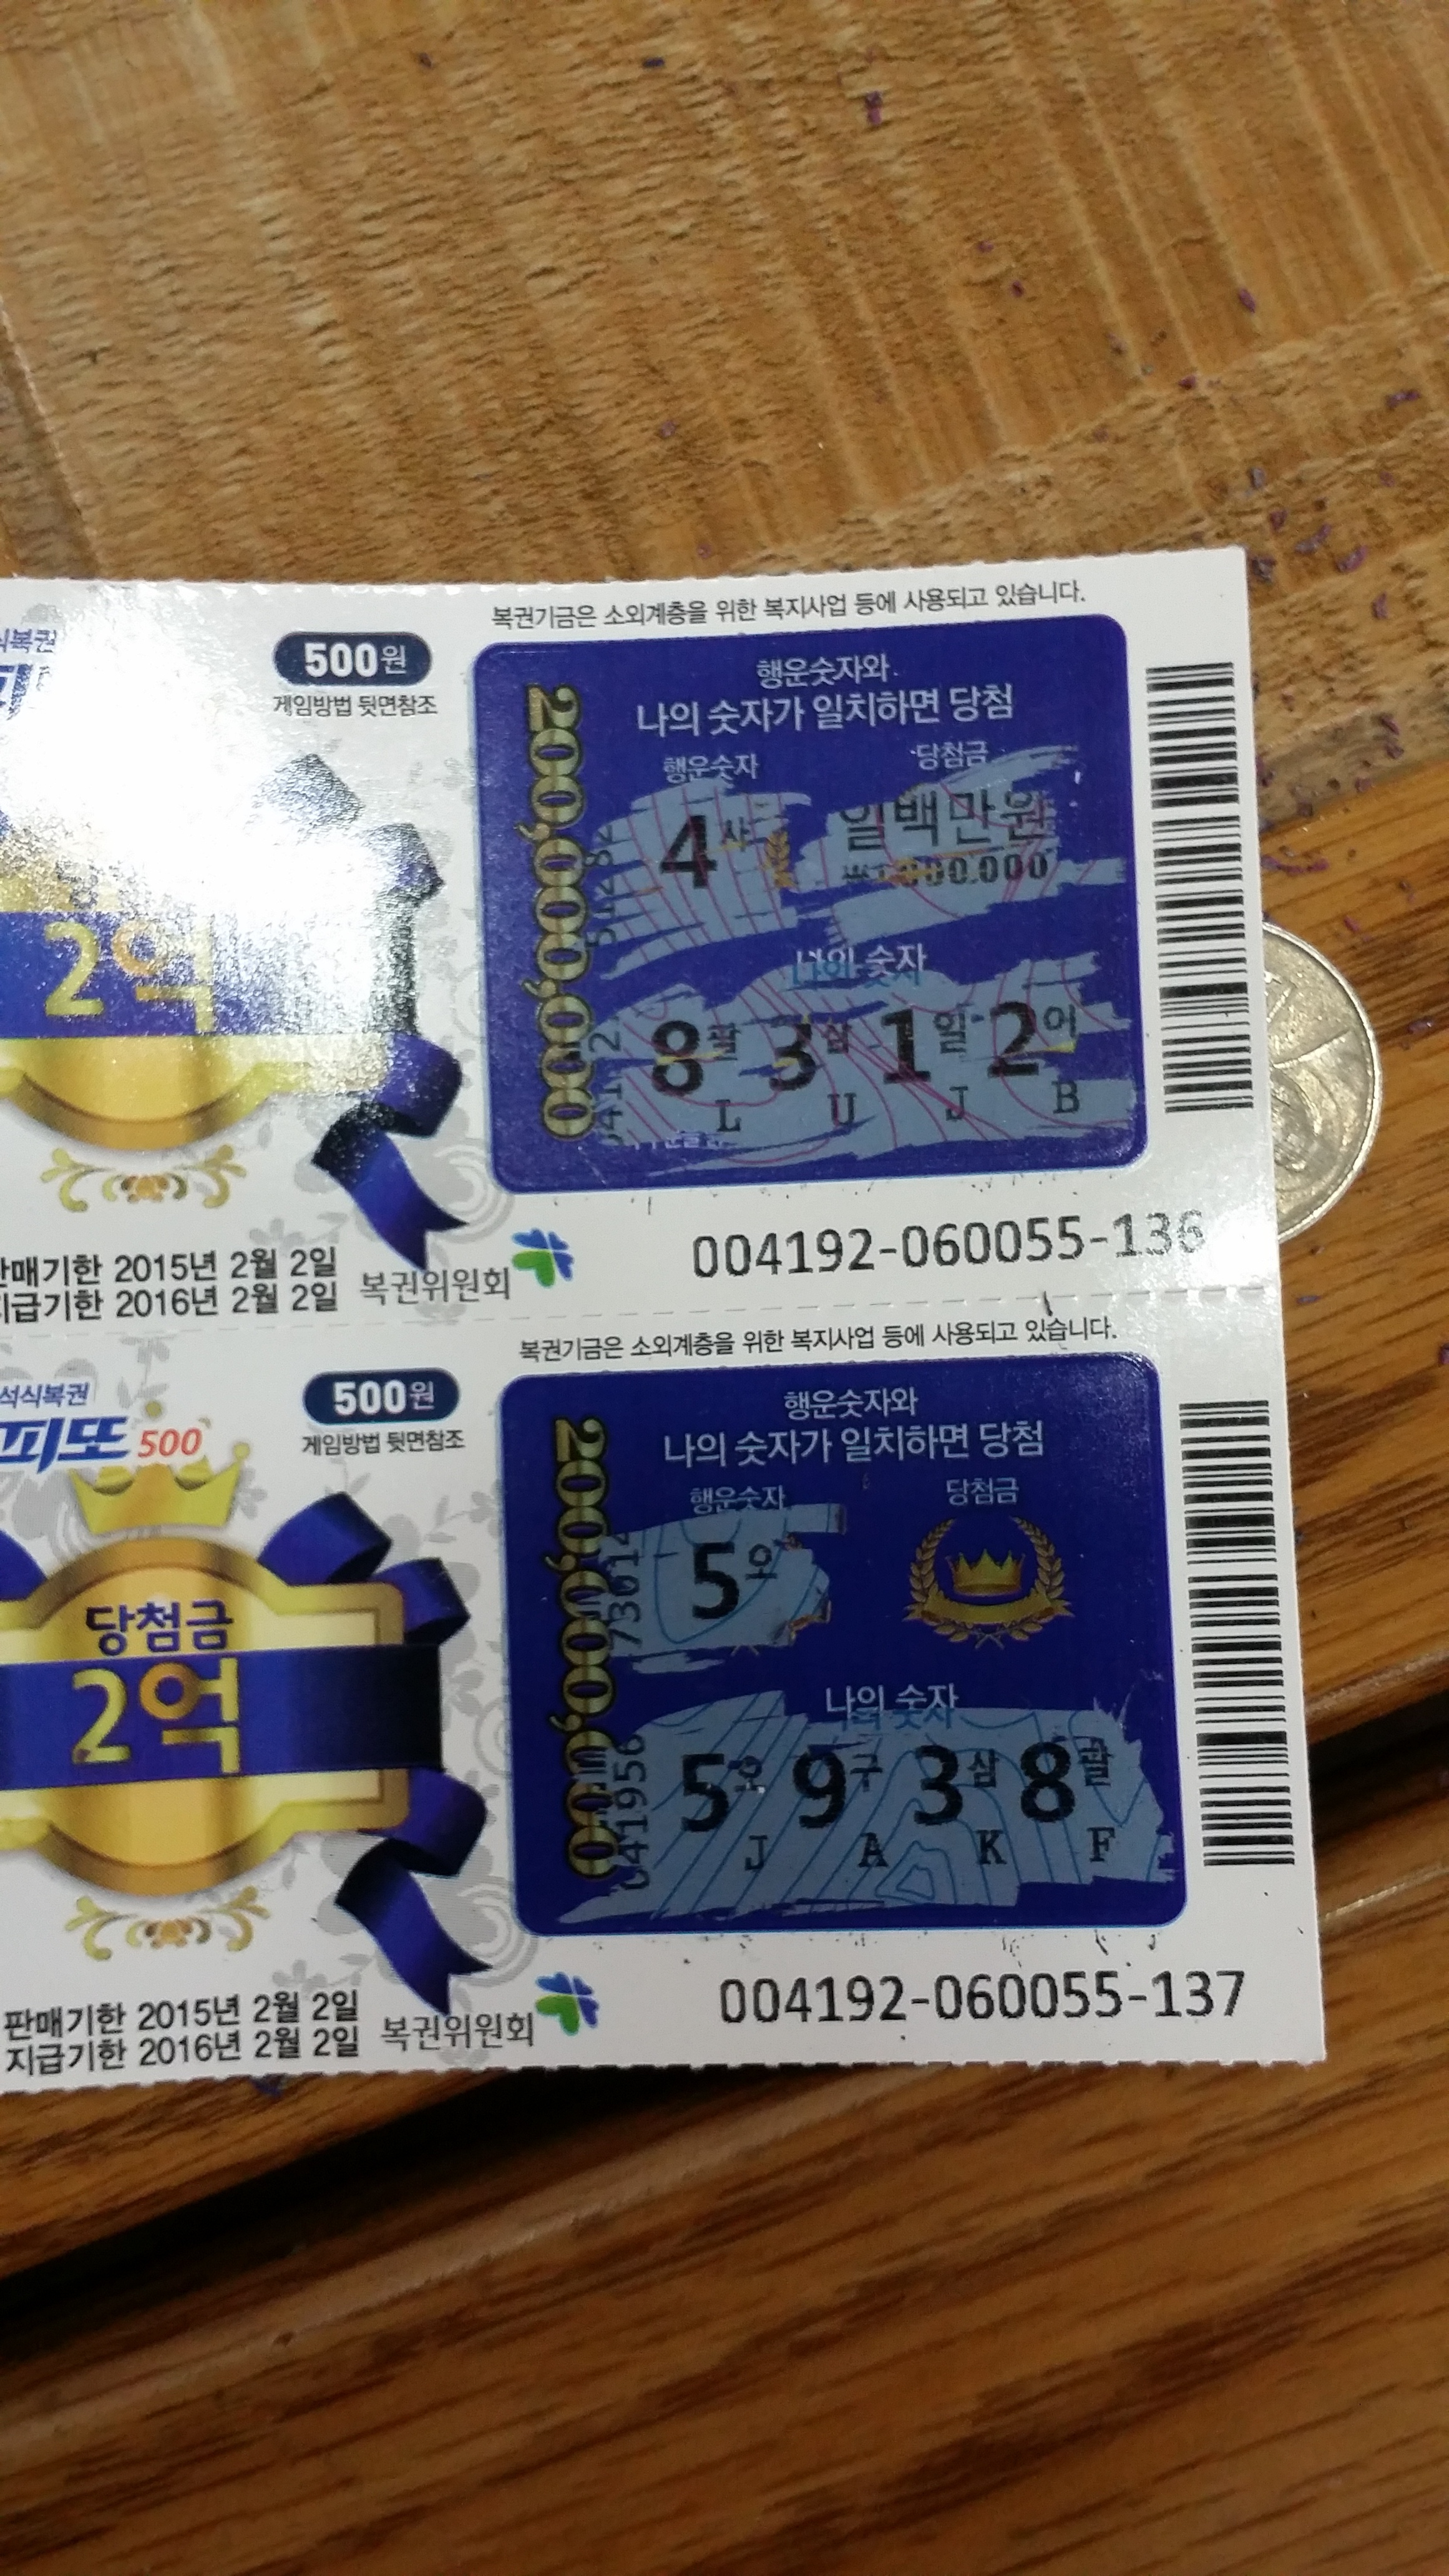 복권기금은 소외계층을 위한 복지사업 등에 사용되고 있습니다.
500원
게임방법 뒷면참조
행운숫자와
나의 숫자가 일치하면 당첨
행운숫자
당첨금
200,000,000
4 사
일백만원
₩1,000,000
나의 숫자
8 팔 3 삼 1 일 2 이
L U J B
2억
판매기한 2015년 2월 2일
지급기한 2016년 2월 2일
복권위원회
004192-060055-136
복권기금은 소외계층을 위한 복지사업 등에 사용되고 있습니다.
석식복권
피또 500
500원
게임방법 뒷면참조
행운숫자와
나의 숫자가 일치하면 당첨
행운숫자
당첨금
200,000,000
5 오
73612
나의 숫자
5 오 9 구 3 삼 8 팔
J A K F
041956
당첨금
2억
판매기한 2015년 2월 2일
지급기한 2016년 2월 2일
복권위원회
004192-060055-137